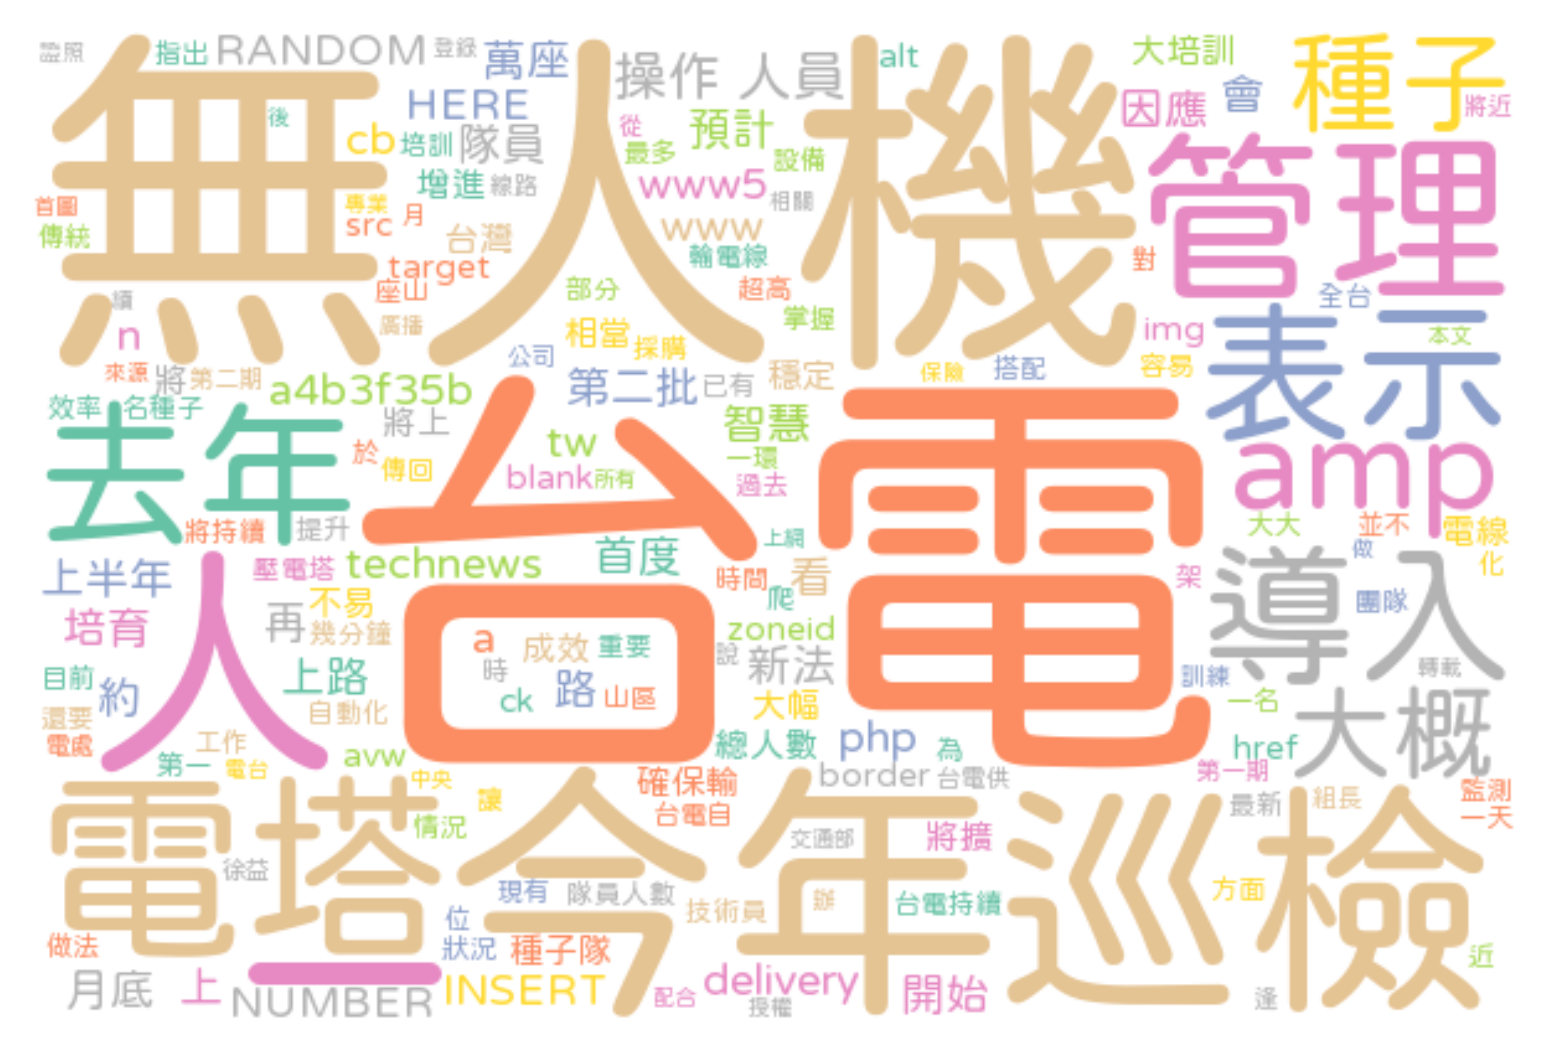 證照 指出 RANDOM 登錄 萬座 操作 人員 alt 大培訓 種子
無人機
後 HERE 從 會 因應 將近
cb 培訓 隊員 預計 最多 設備
增進 線路 www5 相關 管理
首圖 專業 src 月 www
傳統 台灣 輸電線 對
target 座山 部分 超高 全台
續 n 廣播 相當 掌握 img 表示 本文
來源 將 第二期 公司 採購 保險 搭配 容易
a4b3f35b 第二批 已有 穩定
效率 名種子 將上 智慧 amp
去年 台電
於 傳回 tw 一環
blank 所有 過去
將持續 提升 上網 大大 並不 電線
上半年 壓電塔 technews 首度 時間 看 架 做 化
人 不易 爬 導入 團隊
培育 再 幾分鐘 zoneid
a 成效 重要 說 新法
目前 約 上路 時 ck 路 山區 訓練 轉載
還要 自動化 大幅 一名 大概
電處 工作 avw 總人數 php 為 href
第一 電台 中央 確保輸 border 台電供 第一期
電塔 今年 巡檢
讓 台電自 最新 組長 監測
情況 交通部 將擴 一天
徐益 現有 隊員人數 技術員 辦 台電持續 方面
做法 位 狀況 種子隊 近
月底 上 一 NUMBER INSERT 配合 delivery 授權 開始 逢